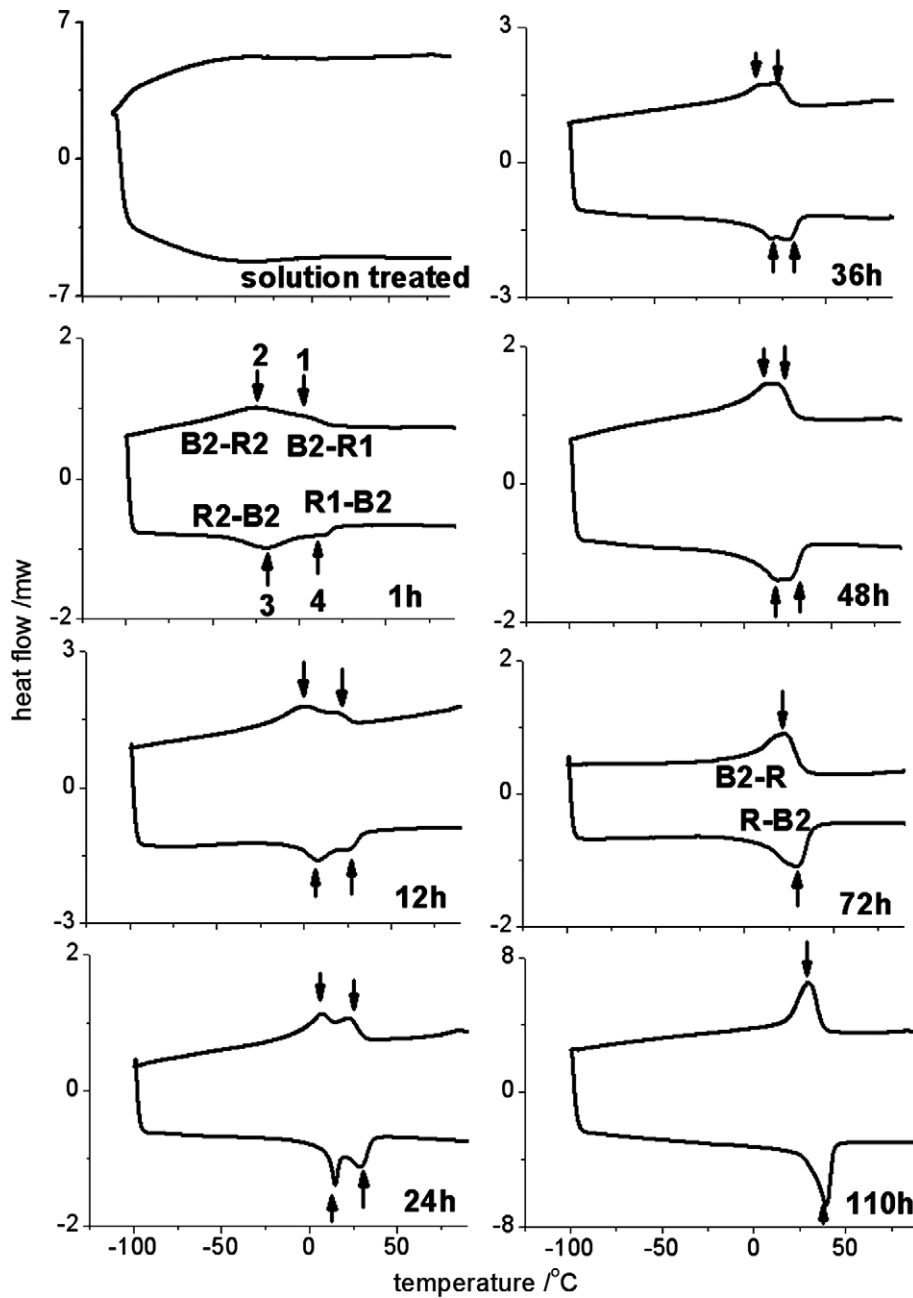 7
0
-7
solution treated
3
0
-3
36h
2
0
-2
2
1
B2-R2
B2-R1
R2-B2
R1-B2
3
4
1h
2
0
-2
48h
3
0
-3
12h
2
0
-2
B2-R
R-B2
72h
2
0
-2
24h
8
0
-8
110h
-100
-50
0
50
-100
-50
0
50
heat flow /mw
temperature /°C